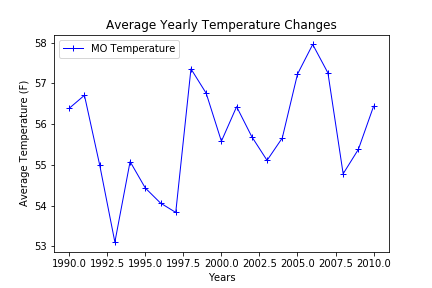 Average Yearly Temperature Changes
MO Temperature
Average Temperature (F)
58
57
56
55
54
53
1990.0 1992.5 1995.0 1997.5 2000.0 2002.5 2005.0 2007.5 2010.0
Years